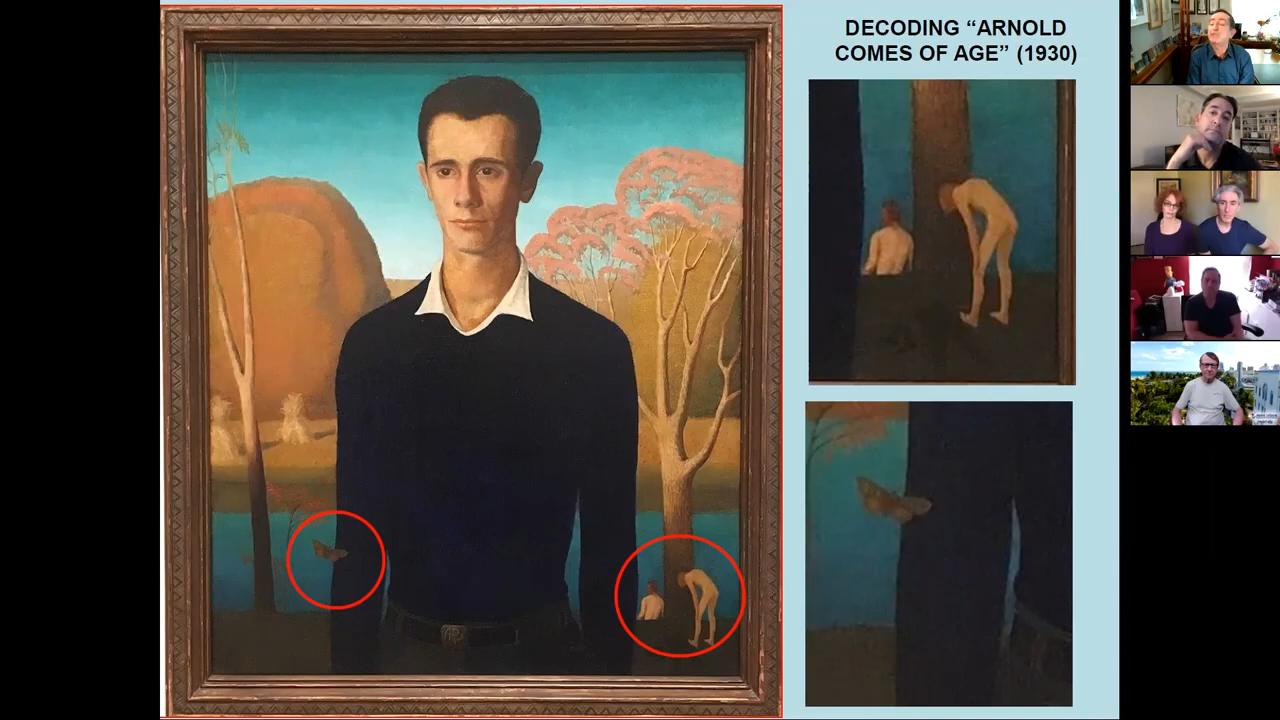 DECODING “ARNOLD
COMES OF AGE” (1930)